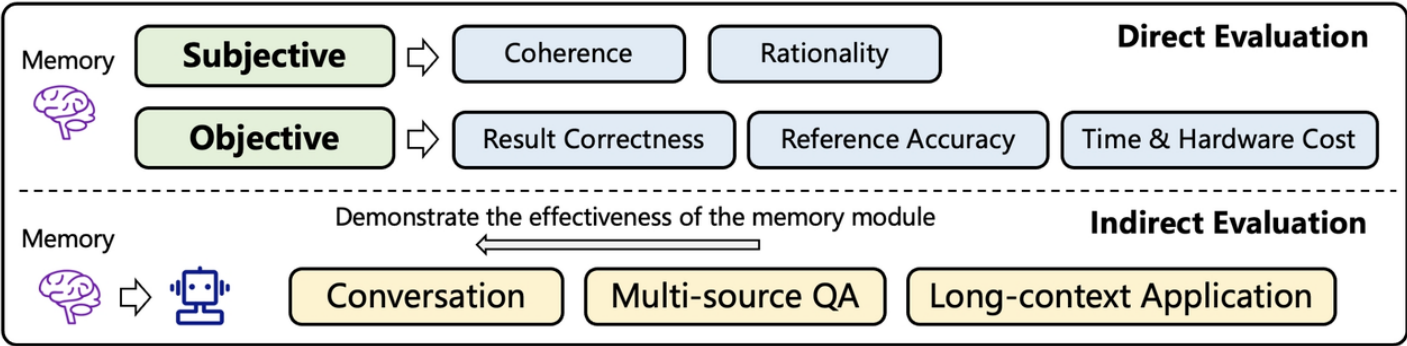 Direct Evaluation
Memory
Subjective
Coherence
Rationality
Objective
Result Correctness
Reference Accuracy
Time & Hardware Cost
Demonstrate the effectiveness of the memory module
Indirect Evaluation
Memory
Conversation
Multi-source QA
Long-context Application